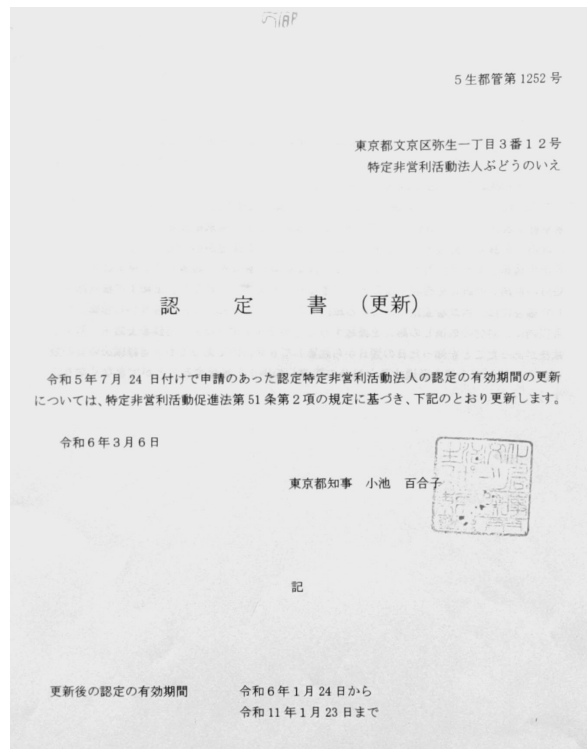 5生都管第1252号
東京都文京区弥生一丁目3番12号
特定非営利活動法人ぶどうのいえ
認 定 書 (更新)
令和5年7月 24 日付けで申請のあった認定特定非営利活動法人の認定の有効期間の更新
については、特定非営利活動促進法第51条第2項の規定に基づき、下記のとおり更新します。
令和6年3月6日
東京都知事 小池 百合子
記
更新後の認定の有効期間 令和6年1月24日から
令和11年1月23日まで